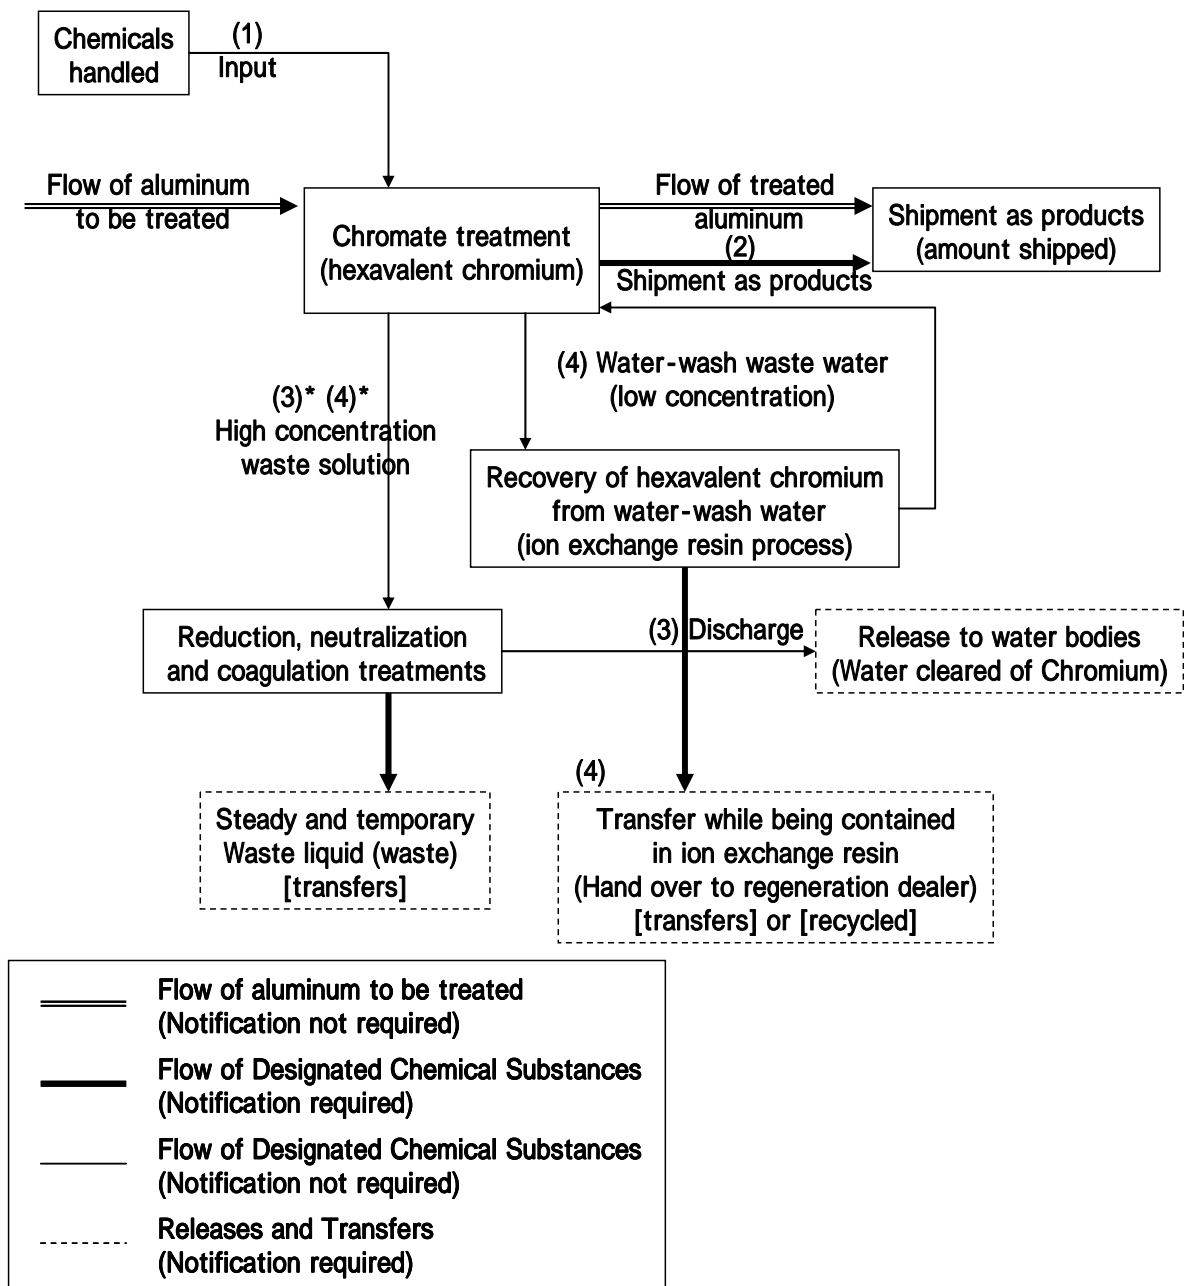 Chemicals
handled
(1)
Input
Flow of aluminum
to be treated
Chromate treatment
(hexavalent chromium)
Flow of treated
aluminum
(2)
Shipment as products
Shipment as products
(amount shipped)
(3)* (4)*
High concentration
waste solution
(4) Water-wash waste water
(low concentration)
Recovery of hexavalent chromium
from water-wash water
(ion exchange resin process)
Reduction, neutralization
and coagulation treatments
(3) Discharge
Release to water bodies
(Water cleared of Chromium)
Steady and temporary
Waste liquid (waste)
[transfers]
(4)
Transfer while being contained
in ion exchange resin
(Hand over to regeneration dealer)
[transfers] or [recycled]
Flow of aluminum to be treated
(Notification not required)
Flow of Designated Chemical Substances
(Notification required)
Flow of Designated Chemical Substances
(Notification not required)
Releases and Transfers
(Notification required)